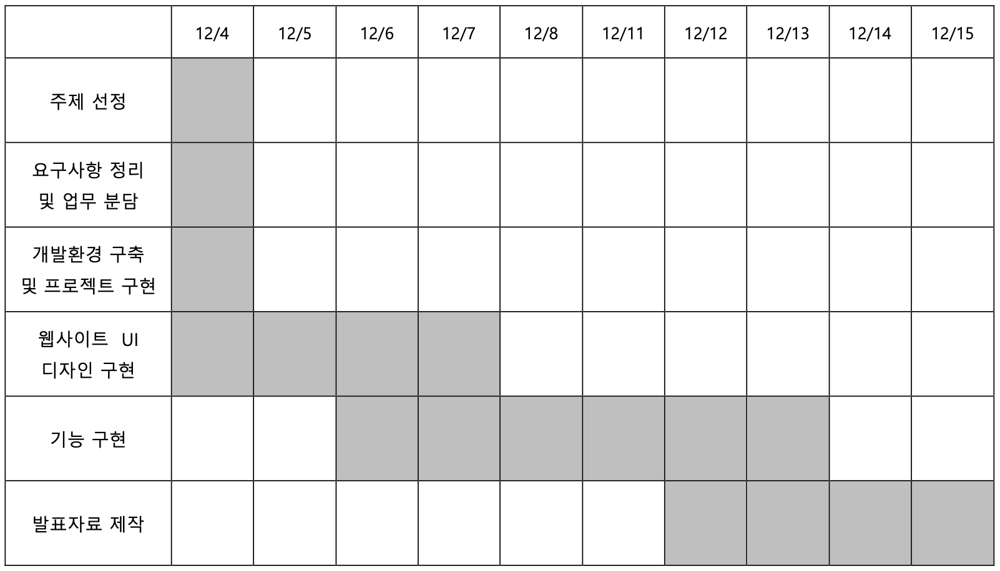 12/4 12/5 12/6 12/7 12/8 12/11 12/12 12/13 12/14 12/15
주제 선정
요구사항 정리
및 업무 분담
개발환경 구축
및 프로젝트 구현
웹사이트  UI
디자인 구현
기능 구현
발표자료 제작